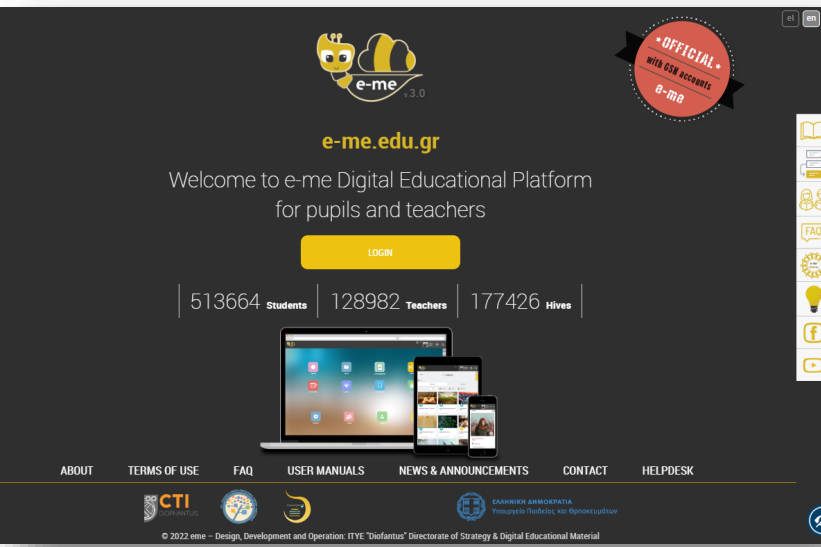 el en
OFFICIAL
with GSN accounts
e-me
e-me
v.3.0
e-me.edu.gr
Welcome to e-me Digital Educational Platform
for pupils and teachers
LOGIN
513664 Students 128982 Teachers 177426 Hives
FAQ
ABOUT TERMS OF USE FAQ USER MANUALS NEWS & ANNOUNCEMENTS CONTACT HELPDESK
CTI
DIOPHANTUS
ΕΛΛΗΝΙΚΗ ΔΗΜΟΚΡΑΤΙΑ
Υπουργείο Παιδείας και Θρησκευμάτων
© 2022 eme – Design, Development and Operation: ITYE "Diofantus" Directorate of Strategy & Digital Educational Material